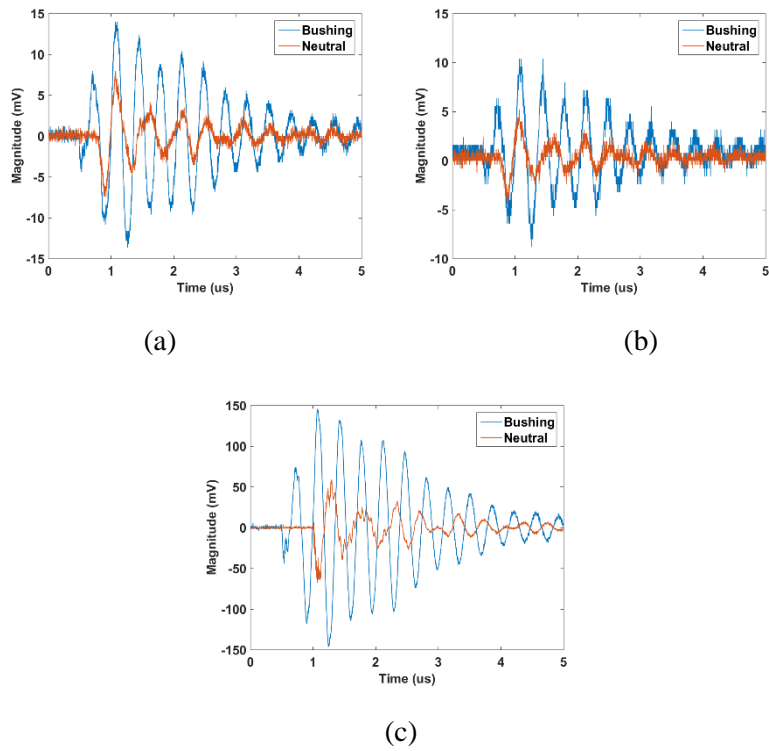 15
10
5
0
-5
-10
-15
Magnitude (mV)
0 1 2 3 4 5
Time (us)
Bushing
Neutral
(a)
15
10
5
0
-5
-10
Magnitude (mV)
0 1 2 3 4 5
Time (us)
Bushing
Neutral
(b)
150
100
50
0
-50
-100
-150
Magnitude (mV)
0 1 2 3 4 5
Time (us)
Bushing
Neutral
(c)